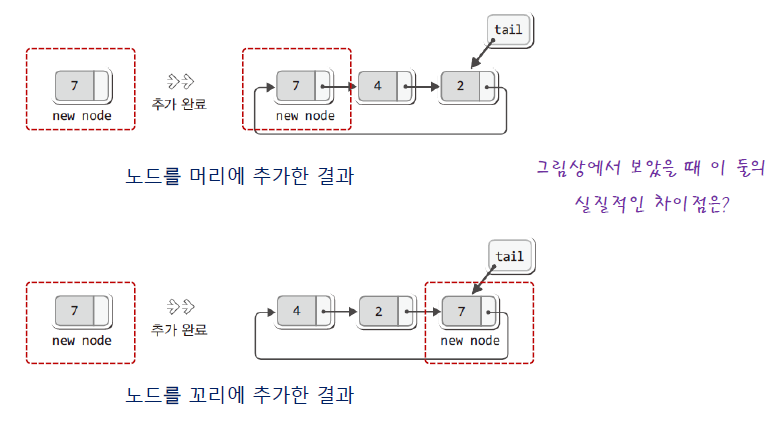 tail
7
new node
추가 완료
7
4
2
new node
노드를 머리에 추가한 결과
그림상에서 보았을 때 이 둘의
실질적인 차이점은?
tail
7
new node
추가 완료
4
2
7
new node
노드를 꼬리에 추가한 결과